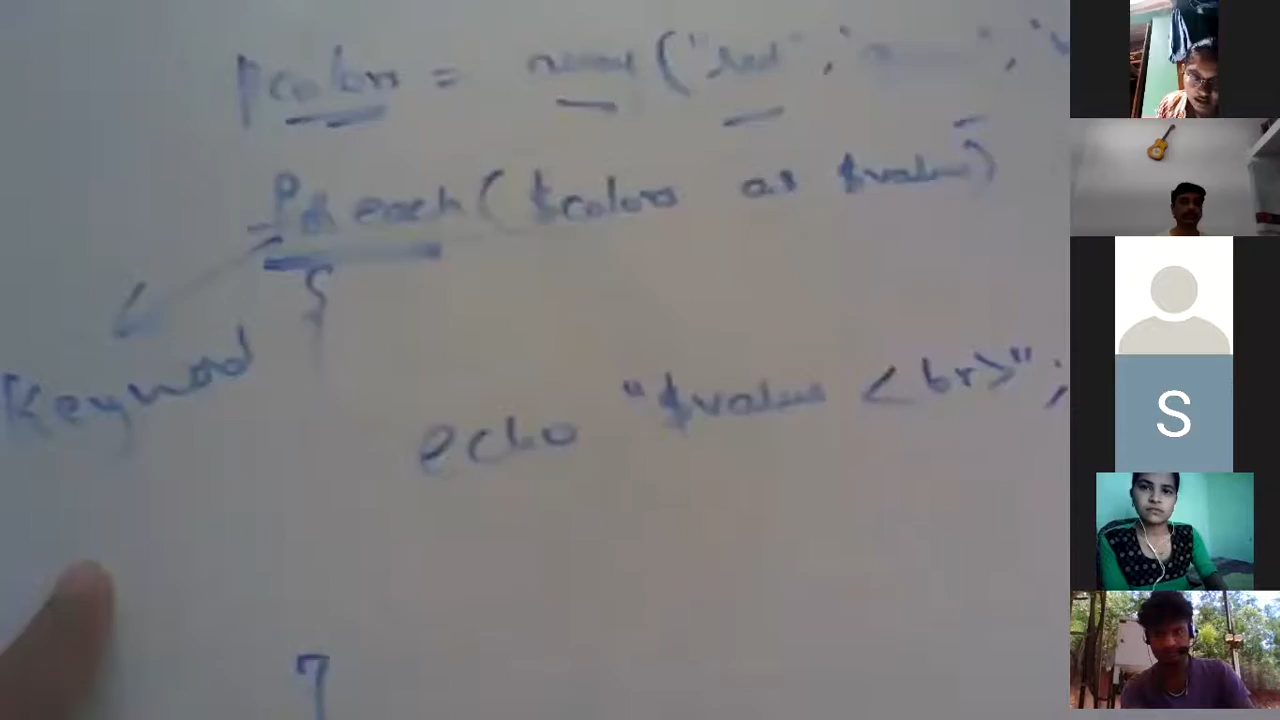 $colors = array("red", "
foreach ($colors as $value)
{
Keyword
echo "$value <br>";
}
S